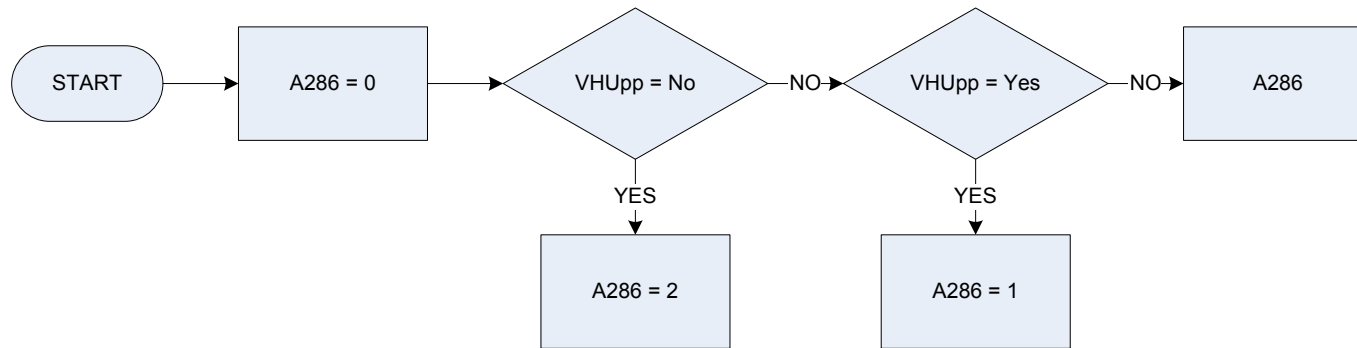 START
A286 = 0
VHUpp = No
NO
VHUpp = Yes
NO
A286
YES
YES
A286 = 2
A286 = 1